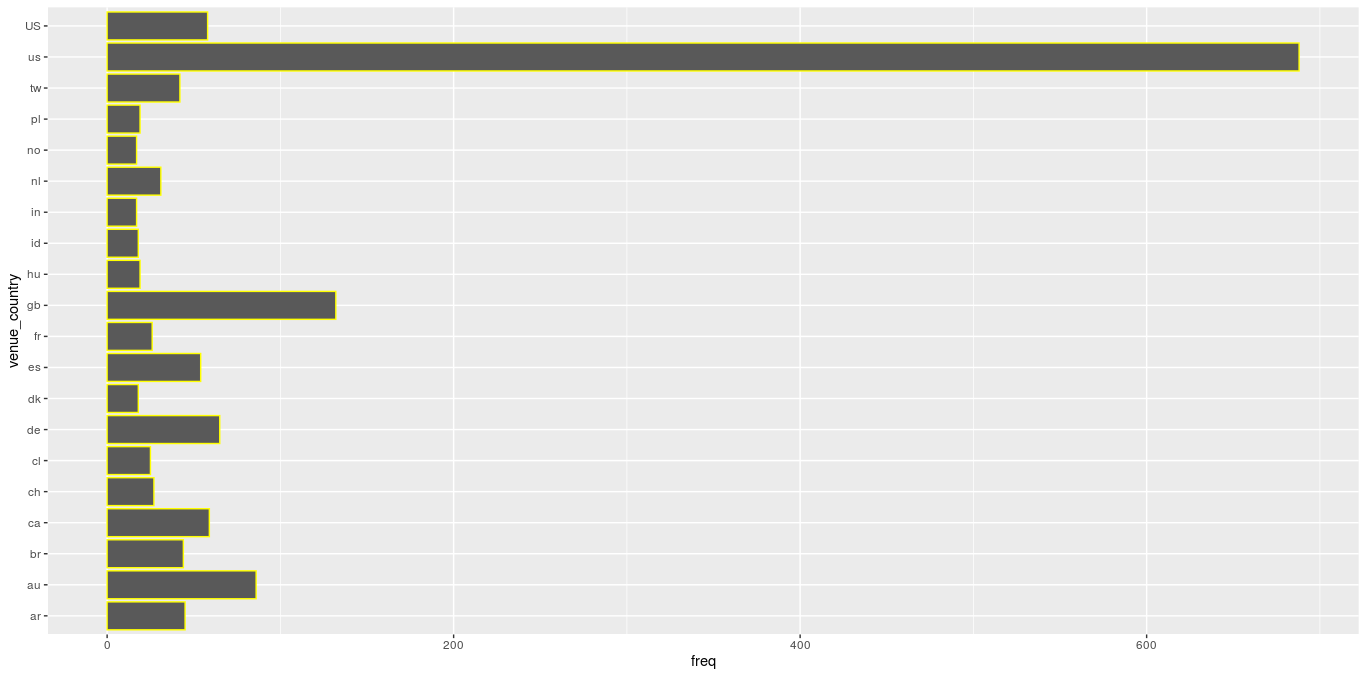 US
us
tw
pl
no
nl
in
id
hu
gb
fr
es
dk
de
cl
ch
ca
br
au
ar
venue_country
0 200 400 600
freq